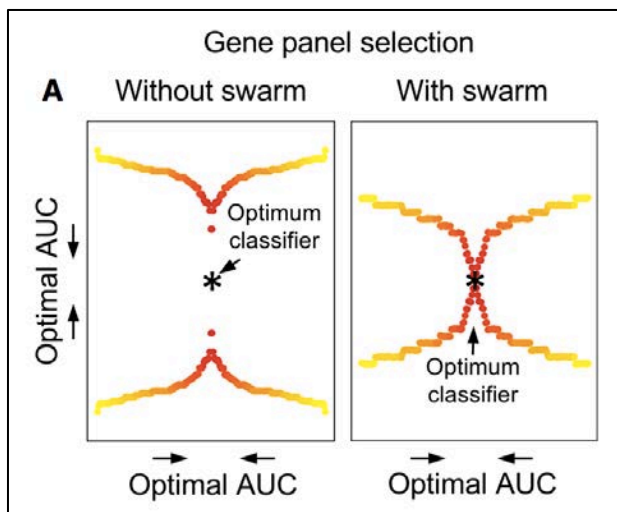 Gene panel selection
A
Without swarm
With swarm
Optimal AUC
Optimum
classifier
*
Optimal AUC
*
Optimum
classifier
Optimal AUC